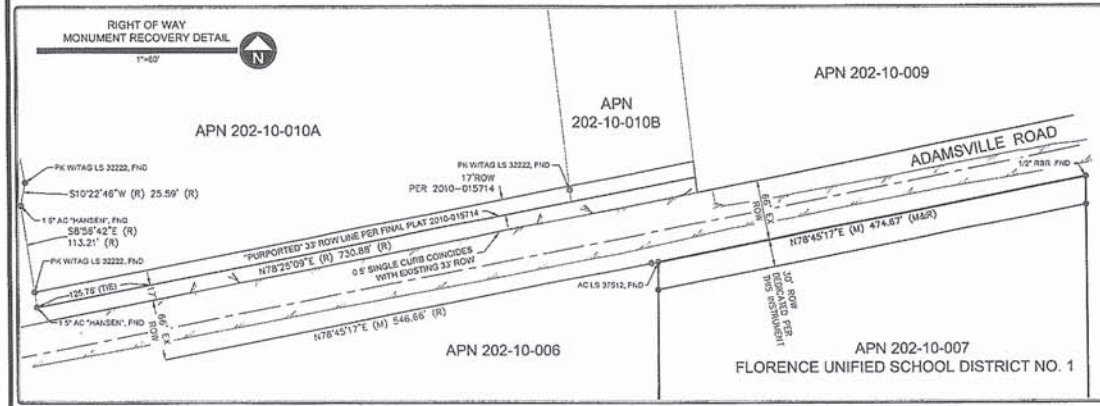 RIGHT OF WAY
MONUMENT RECOVERY DETAIL
1"=60'
N
APN 202-10-010A
APN
202-10-010B
APN 202-10-009
ADAMSVILLE ROAD
PK W/TAG LS 32222, FND
S10°22'46"W (R) 25.59' (R)
1.5" AC "HANSEN", FND
S8°58'42"E (R)
113.21' (R)
PK W/TAG LS 32222, FND
125.75' (TIE)
1.5" AC "HANSEN", FND
PK W/TAG LS 32222, FND
17' ROW
PER 2010-015714
"PURPORTED" 33' ROW LINE PER FINAL PLAT 2010-015714
N78°25'09"E (R) 730.88' (R)
0.5' SINGLE CURB COINCIDES
WITH EXISTING 33' ROW
17'
66' EX
ROW
N78°45'17"E (M) 546.66' (R)
66' EX
ROW
1/2" RBR. FND
N78°45'17"E (M) 474.67' (M&R)
AC LS 37512, FND
30' ROW
DEDICATED PER
THIS INSTRUMENT
APN 202-10-006
APN 202-10-007
FLORENCE UNIFIED SCHOOL DISTRICT NO. 1